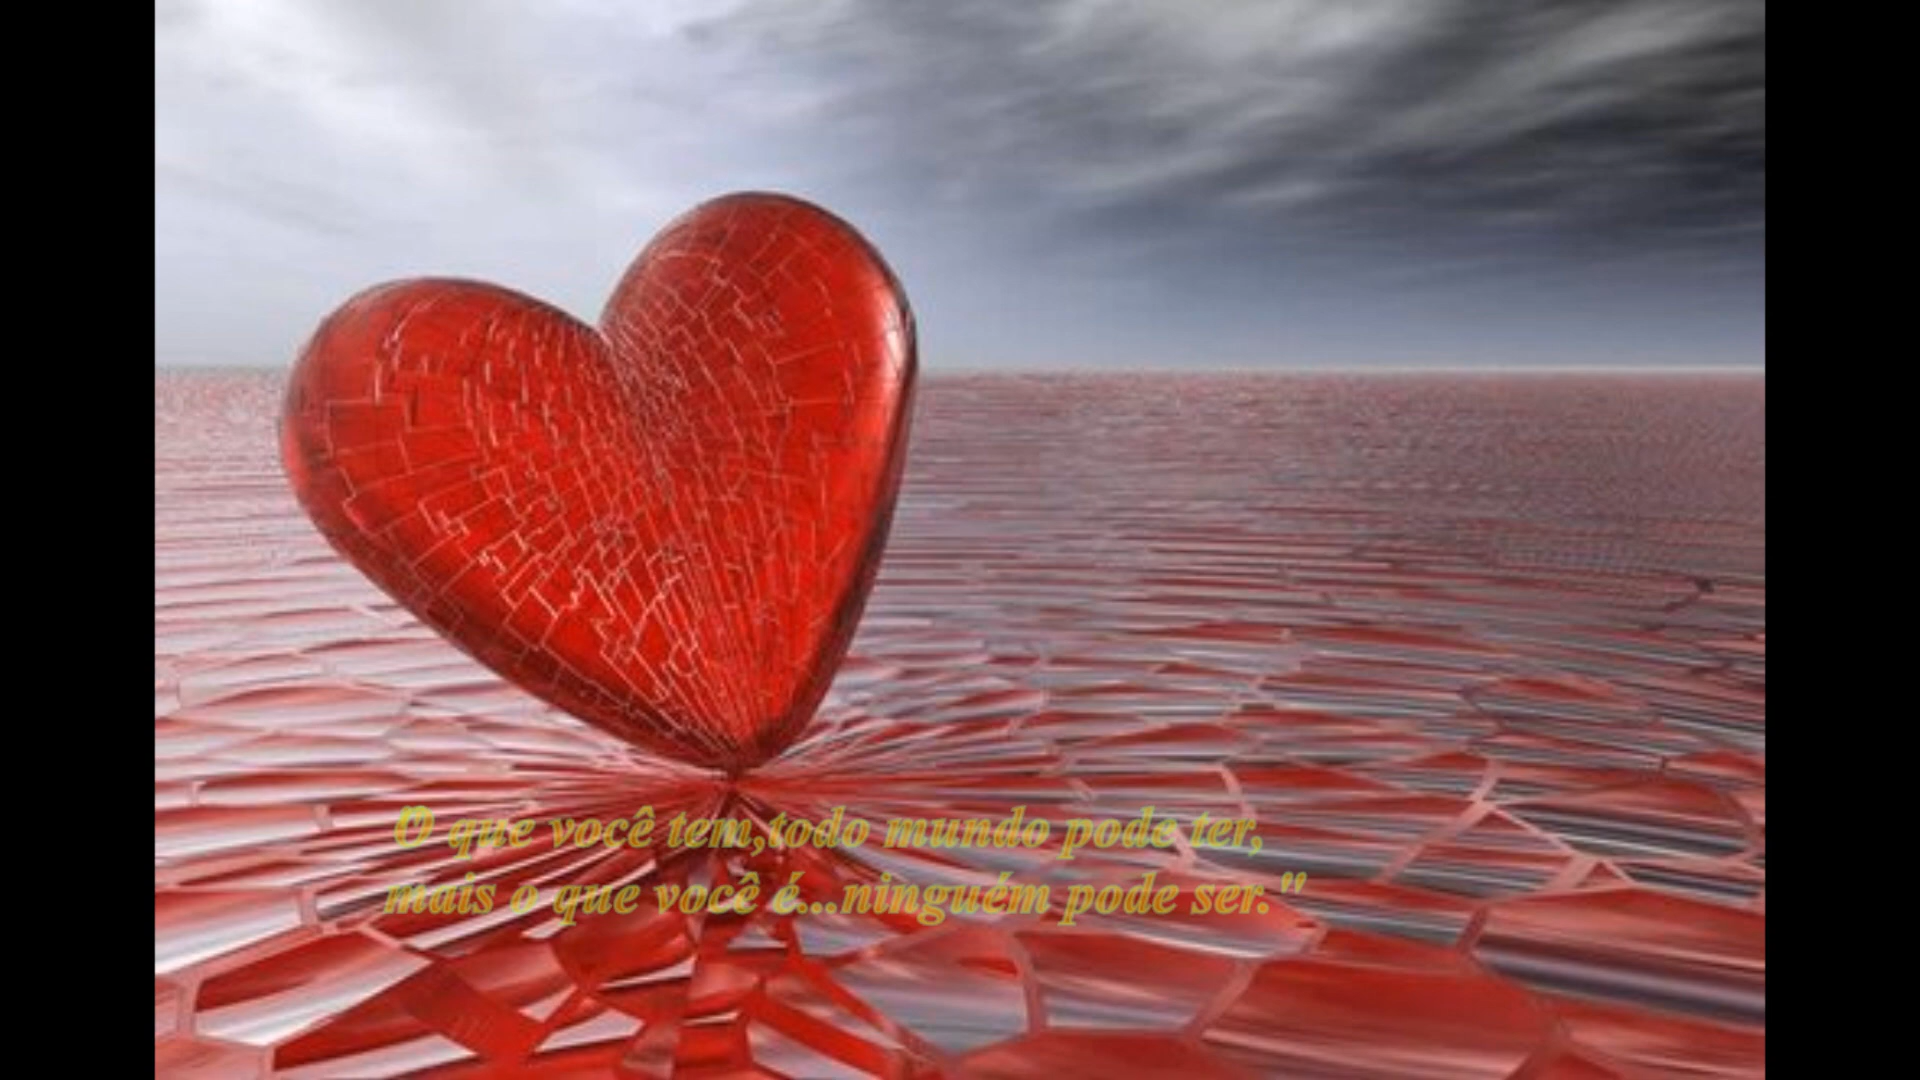 O que você tem,todo mundo pode ter,
mais o que você é...ninguém pode ser."